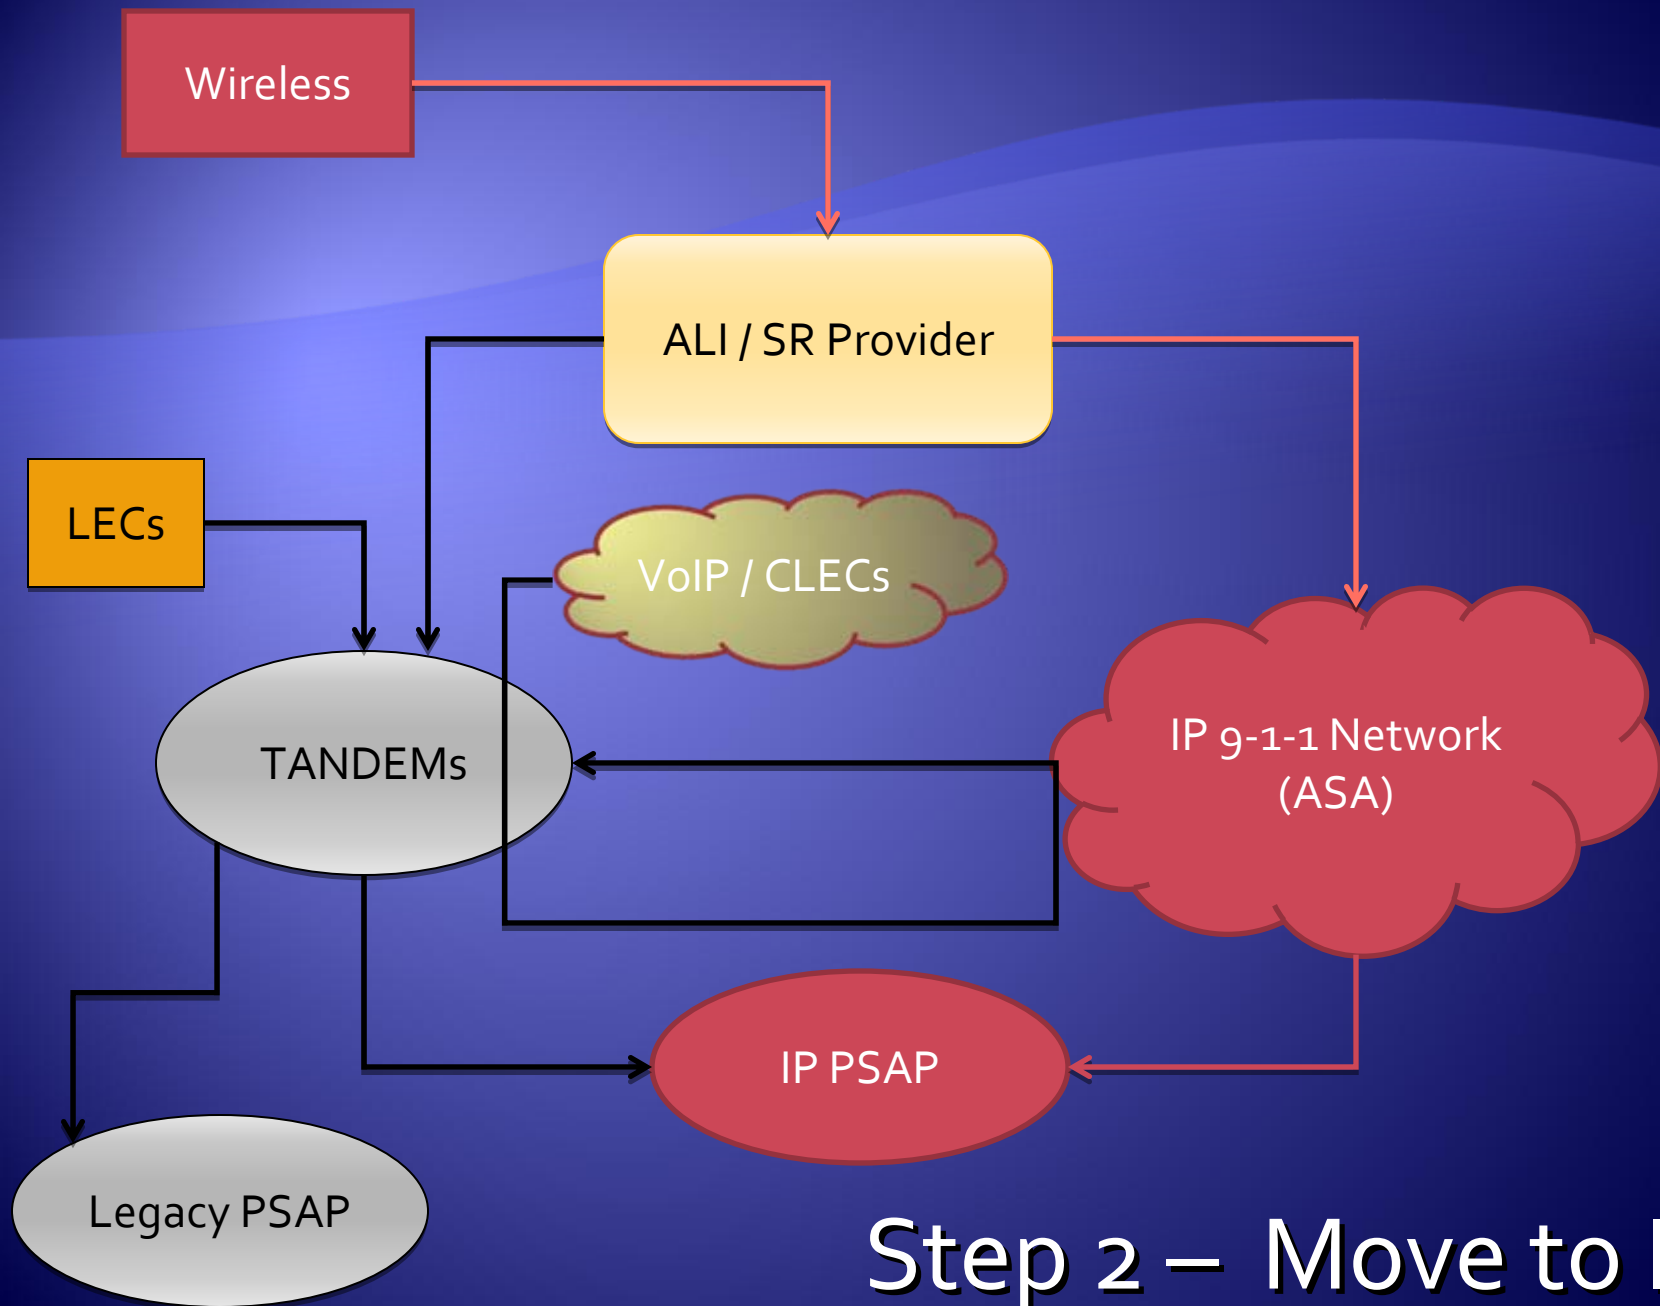 Wireless
ALI / SR Provider
LECs
VoIP / CLECs
TANDEMs
IP 9-1-1 Network
(ASA)
IP PSAP
Legacy PSAP
Step 2 – Move to